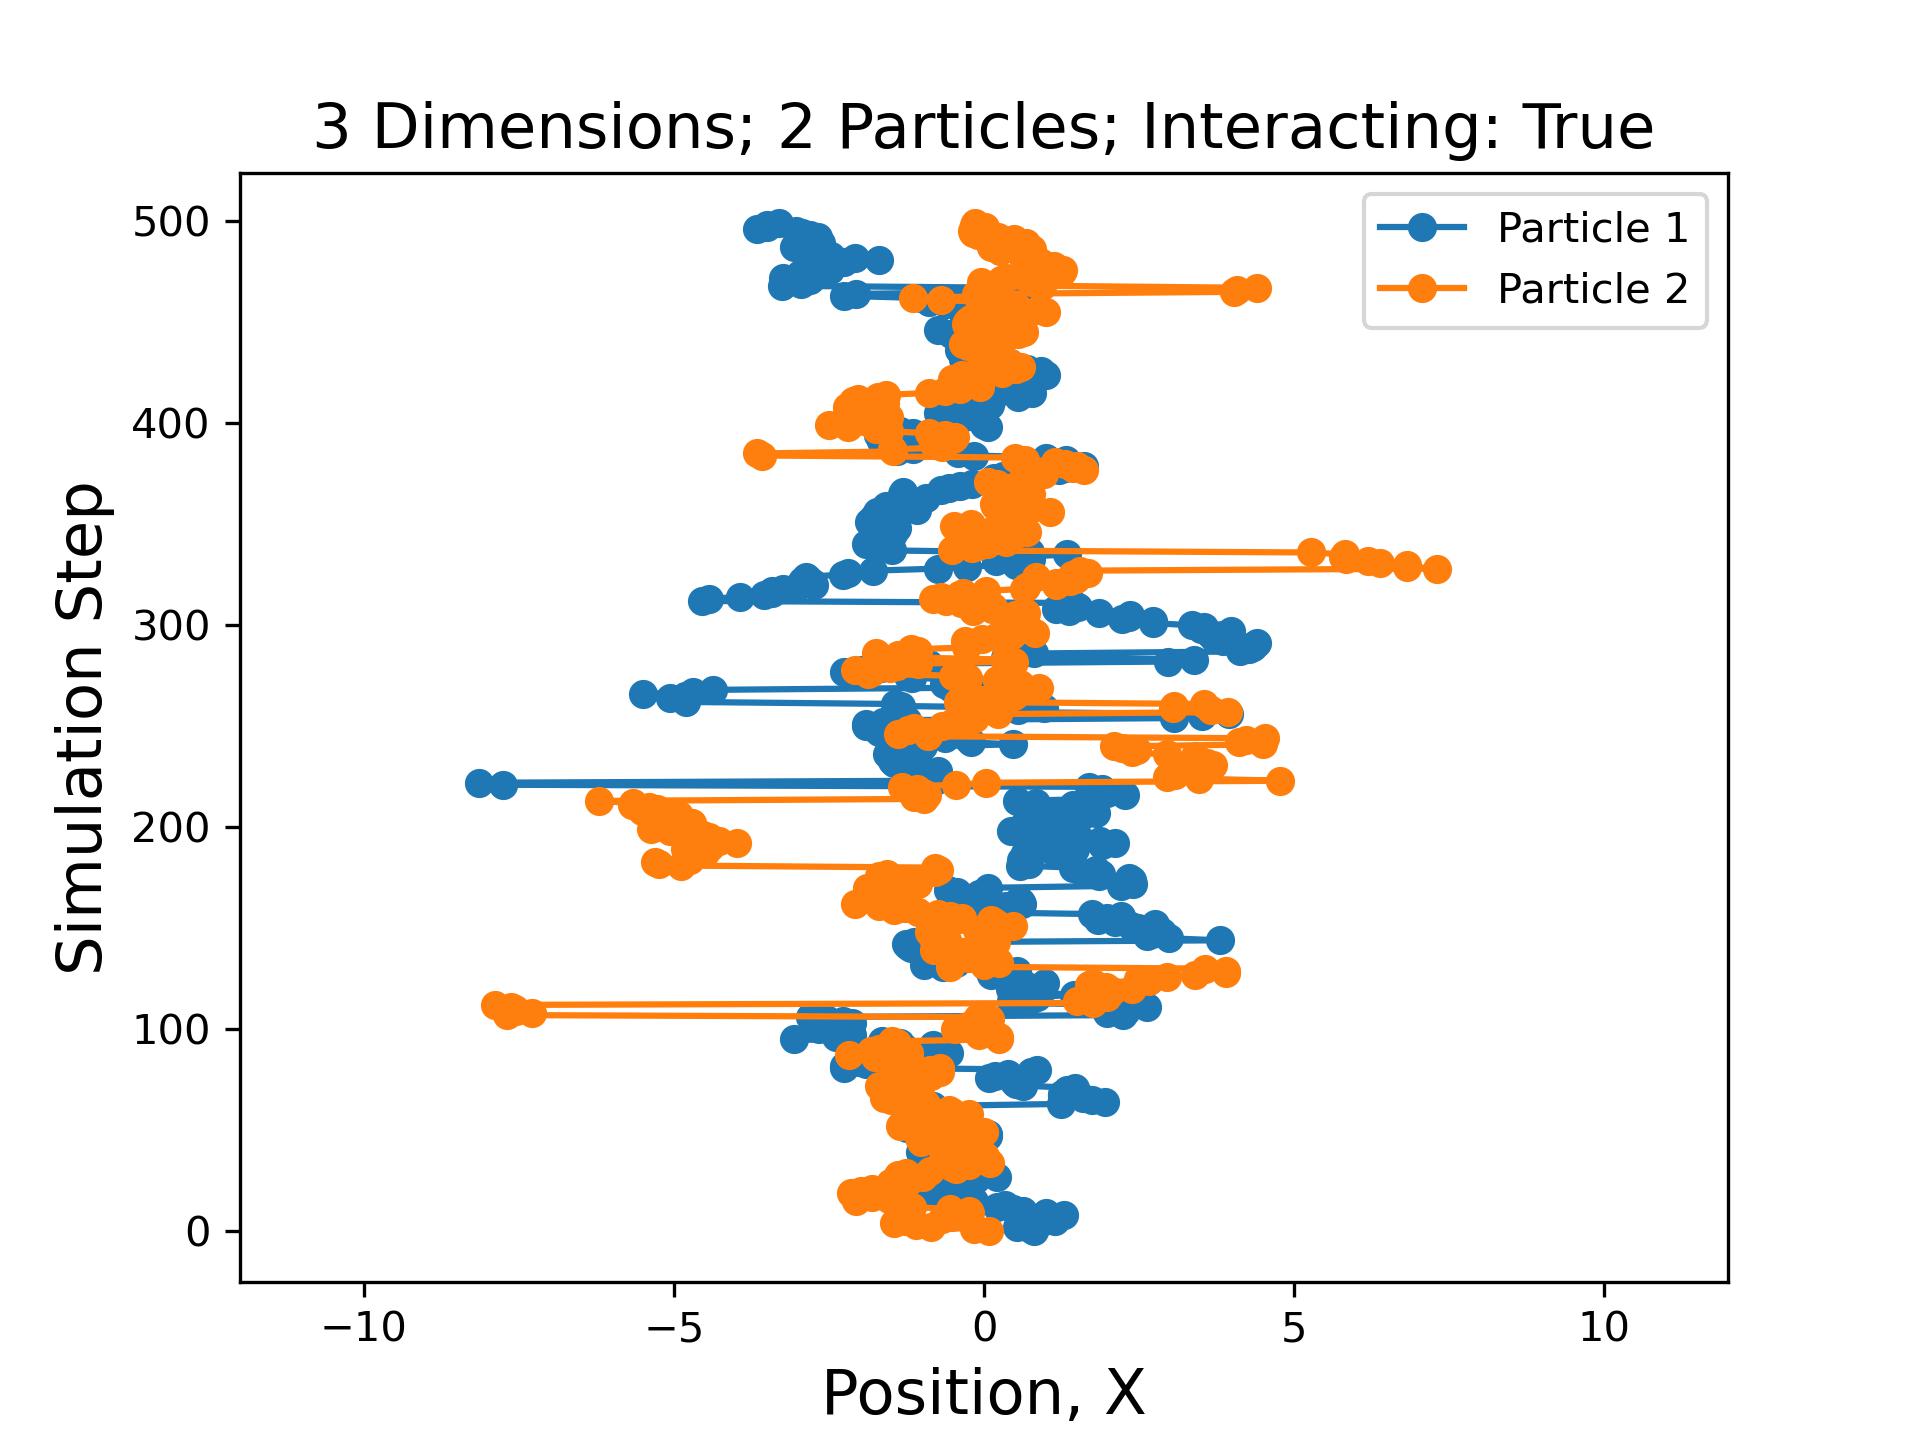 3 Dimensions; 2 Particles; Interacting: True
Particle 1
Particle 2
500
400
300
200
100
0
Simulation Step
−10 −5 0 5 10
Position, X